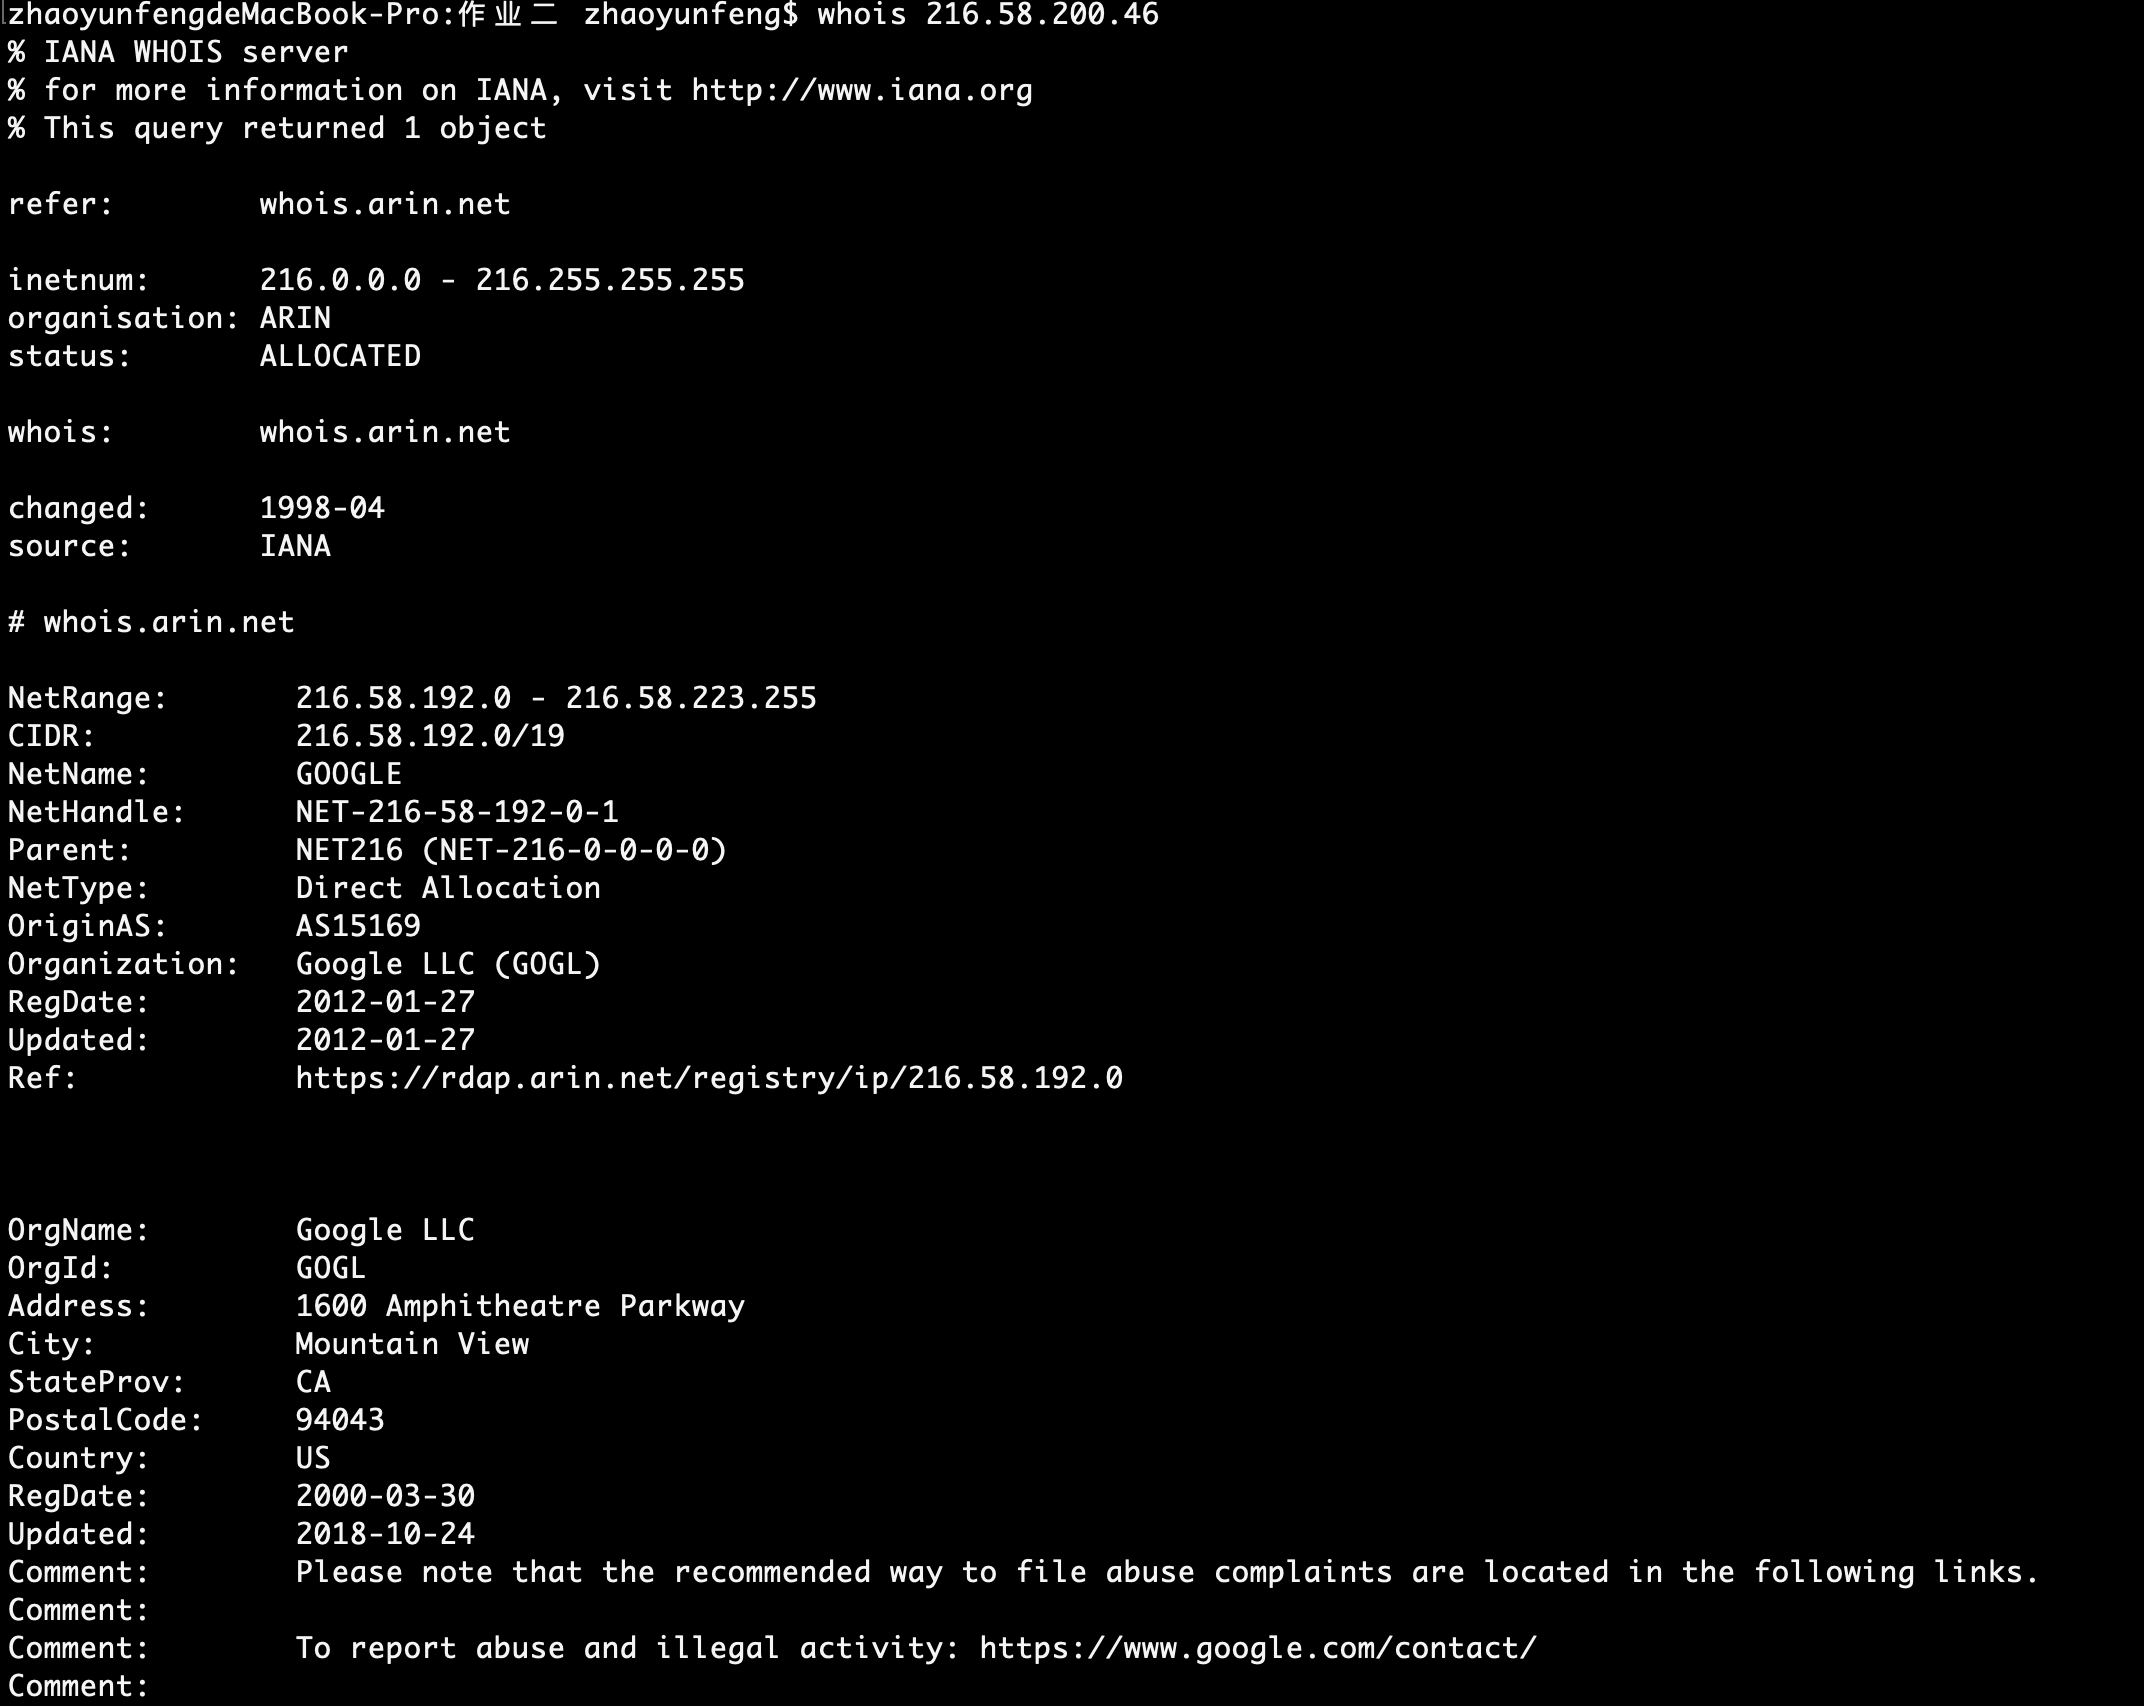 zhaoyunfengdeMacBook-Pro:作业二 zhaoyunfeng$ whois 216.58.200.46
% IANA WHOIS server
% for more information on IANA, visit http://www.iana.org
% This query returned 1 object
refer:        whois.arin.net
inetnum:      216.0.0.0 - 216.255.255.255
organisation: ARIN
status:       ALLOCATED
whois:        whois.arin.net
changed:      1998-04
source:       IANA
# whois.arin.net
NetRange:       216.58.192.0 - 216.58.223.255
CIDR:           216.58.192.0/19
NetName:        GOOGLE
NetHandle:      NET-216-58-192-0-1
Parent:         NET216 (NET-216-0-0-0-0)
NetType:        Direct Allocation
OriginAS:       AS15169
Organization:   Google LLC (GOGL)
RegDate:        2012-01-27
Updated:        2012-01-27
Ref:            https://rdap.arin.net/registry/ip/216.58.192.0
OrgName:        Google LLC
OrgId:          GOGL
Address:        1600 Amphitheatre Parkway
City:           Mountain View
StateProv:      CA
PostalCode:     94043
Country:        US
RegDate:        2000-03-30
Updated:        2018-10-24
Comment:        Please note that the recommended way to file abuse complaints are located in the following links.
Comment:
Comment:        To report abuse and illegal activity: https://www.google.com/contact/
Comment: